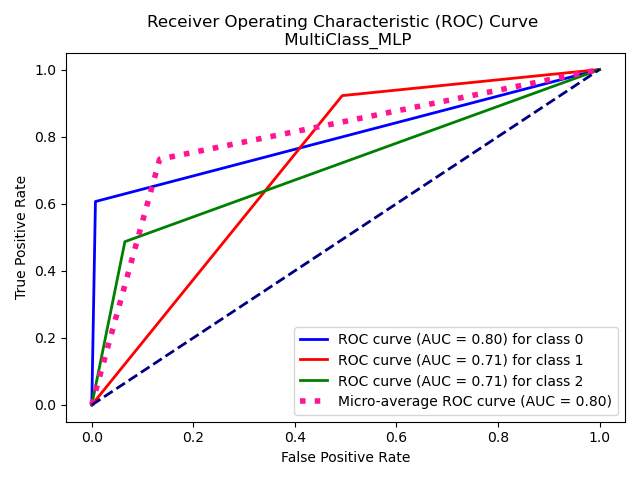 Receiver Operating Characteristic (ROC) Curve
MultiClass_MLP
1.0
0.8
0.6
0.4
0.2
0.0
True Positive Rate
ROC curve (AUC = 0.80) for class 0
ROC curve (AUC = 0.71) for class 1
ROC curve (AUC = 0.71) for class 2
Micro-average ROC curve (AUC = 0.80)
0.0 0.2 0.4 0.6 0.8 1.0
False Positive Rate